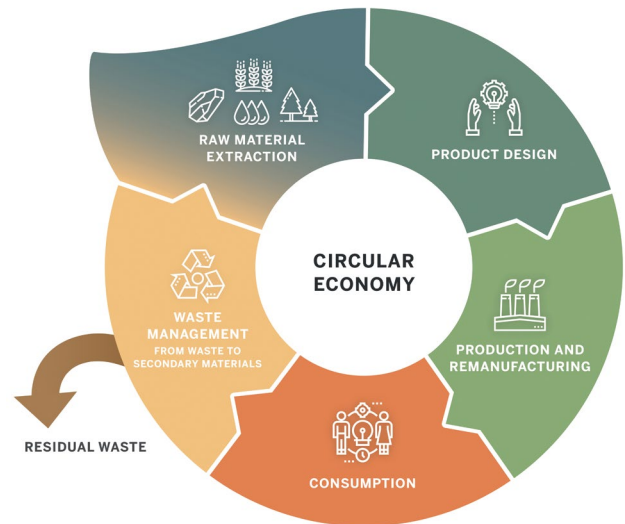 RAW MATERIAL
EXTRACTION
PRODUCT DESIGN
CIRCULAR
ECONOMY
PRODUCTION AND
REMANUFACTURING
CONSUMPTION
WASTE
MANAGEMENT
FROM WASTE TO
SECONDARY MATERIALS
RESIDUAL WASTE